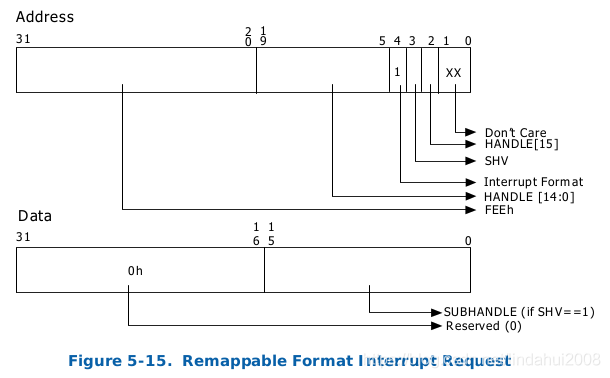 Address
31
2
0
1
9
5 4 3 2 1 0
1
XX
Don't Care
HANDLE[15]
SHV
Interrupt Format
HANDLE [14:0]
FEEh
Data
31
1
6
1
5
0
0h
SUBHANDLE (if SHV==1)
Reserved (0)
Figure 5-15. Remappable Format Interrupt Request